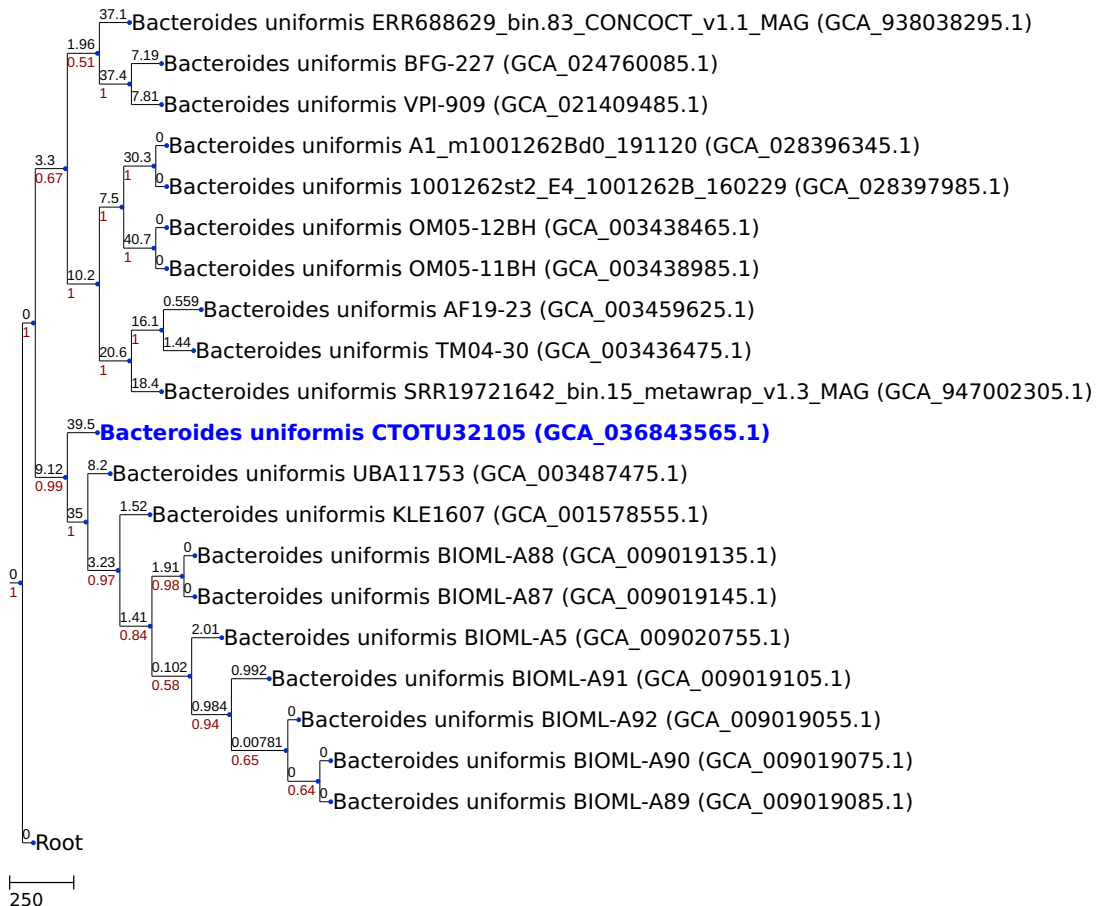 37.1 Bacteroides uniformis ERR688629_bin.83_CONCOCT_v1.1_MAG (GCA_938038295.1)
1.96
0.51
7.19 Bacteroides uniformis BFG-227 (GCA_024760085.1)
37.4
1
7.81 Bacteroides uniformis VPI-909 (GCA_021409485.1)
0 Bacteroides uniformis A1_m1001262Bd0_191120 (GCA_028396345.1)
3.3
0.67
30.3
1
0 Bacteroides uniformis 1001262st2_E4_1001262B_160229 (GCA_028397985.1)
7.5
1
0 Bacteroides uniformis OM05-12BH (GCA_003438465.1)
40.7
1
0 Bacteroides uniformis OM05-11BH (GCA_003438985.1)
10.2
1
0.559 Bacteroides uniformis AF19-23 (GCA_003459625.1)
0
1
16.1
1
1.44 Bacteroides uniformis TM04-30 (GCA_003436475.1)
20.6
1
18.4 Bacteroides uniformis SRR19721642_bin.15_metawrap_v1.3_MAG (GCA_947002305.1)
39.5 Bacteroides uniformis CTOTU32105 (GCA_036843565.1)
9.12
0.99
8.2 Bacteroides uniformis UBA11753 (GCA_003487475.1)
35
1
1.52 Bacteroides uniformis KLE1607 (GCA_001578555.1)
0 Bacteroides uniformis BIOML-A88 (GCA_009019135.1)
3.23
0.97
1.91
0.98
0 Bacteroides uniformis BIOML-A87 (GCA_009019145.1)
0
1
1.41
0.84
2.01 Bacteroides uniformis BIOML-A5 (GCA_009020755.1)
0.102
0.58
0.992 Bacteroides uniformis BIOML-A91 (GCA_009019105.1)
0.984
0.94
0 Bacteroides uniformis BIOML-A92 (GCA_009019055.1)
0.00781
0.65
0 Bacteroides uniformis BIOML-A90 (GCA_009019075.1)
0
0.64
0 Bacteroides uniformis BIOML-A89 (GCA_009019085.1)
0 Root
250